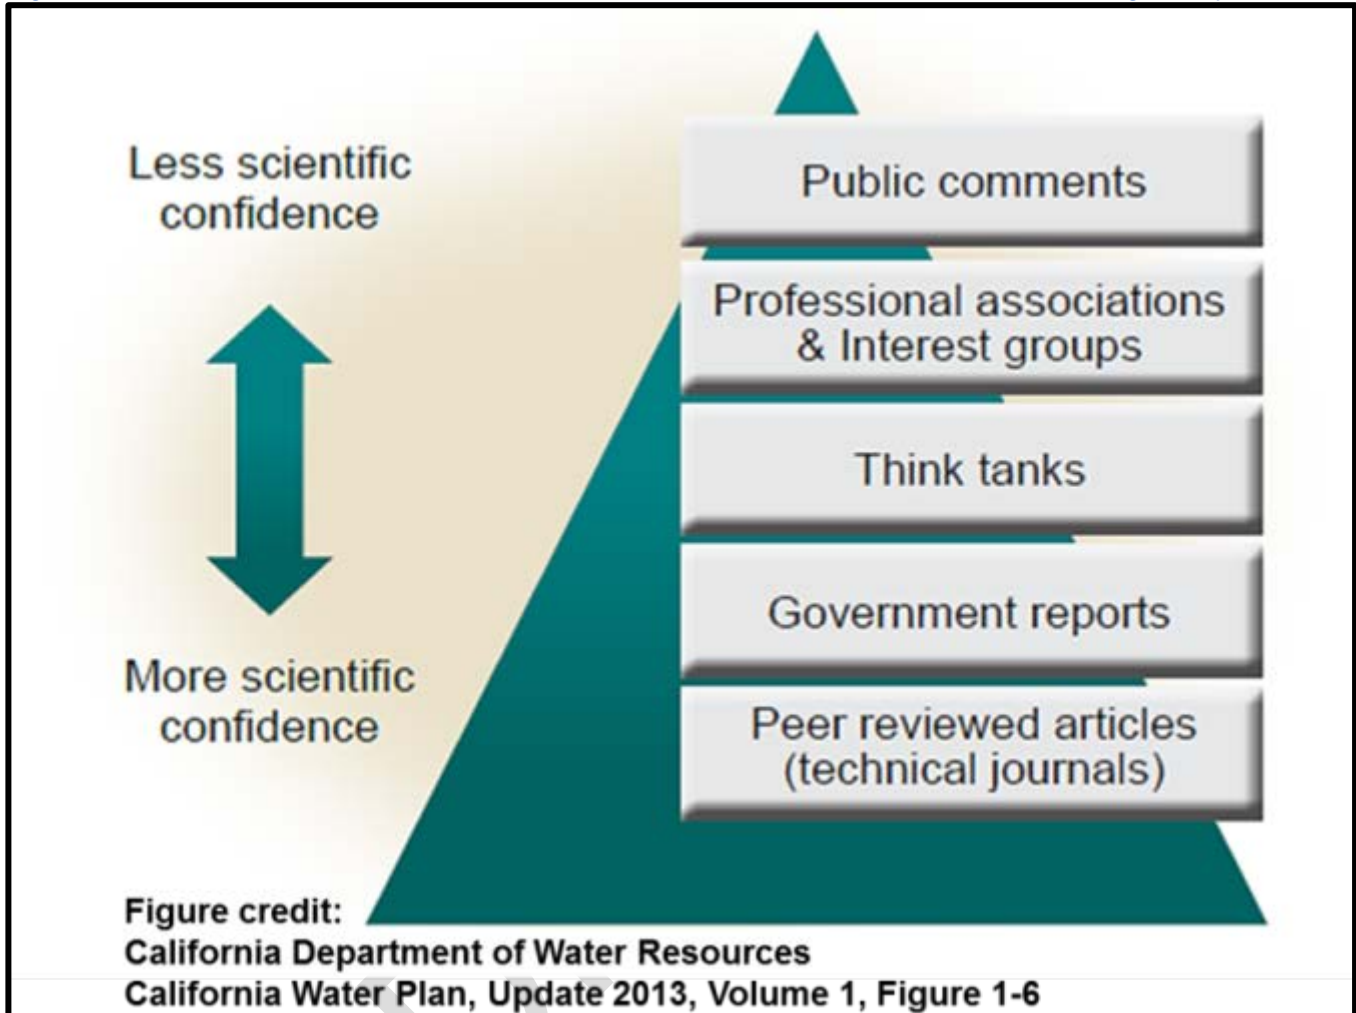 Less scientific
confidence
Public comments
Professional associations
& Interest groups
Think tanks
Government reports
More scientific
confidence
Peer reviewed articles
(technical journals)
Figure credit:
California Department of Water Resources
California Water Plan, Update 2013, Volume 1, Figure 1-6